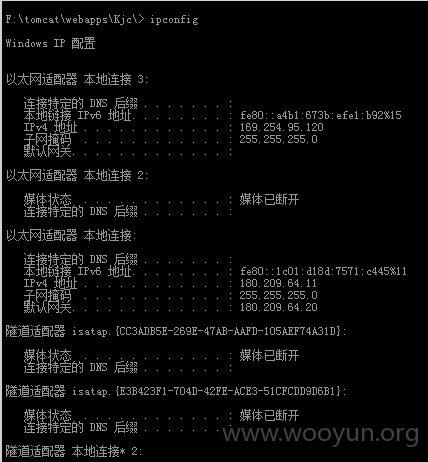 F:\tomcat\webapps\Kjc\> ipconfig
Windows IP 配置
以太网适配器 本地连接 3:
连接特定的 DNS 后缀 . . . . . . . :
本地链接 IPv6 地址. . . . . . . . : fe80::a4b1:673b:efe1:b92%15
IPv4 地址 . . . . . . . . . . . . : 169.254.95.120
子网掩码 . . . . . . . . . . . . : 255.255.255.0
默认网关. . . . . . . . . . . . . :
以太网适配器 本地连接 2:
媒体状态 . . . . . . . . . . . . : 媒体已断开
连接特定的 DNS 后缀 . . . . . . . :
以太网适配器 本地连接:
连接特定的 DNS 后缀 . . . . . . . :
本地链接 IPv6 地址. . . . . . . . : fe80::1c01:d18d:7571:c445%11
IPv4 地址 . . . . . . . . . . . . : 180.209.64.11
子网掩码 . . . . . . . . . . . . : 255.255.255.0
默认网关. . . . . . . . . . . . . : 180.209.64.20
隧道适配器 isatap.{CC3ADB5E-269E-47AB-AAFD-105AEF74A31D}:
媒体状态 . . . . . . . . . . . . : 媒体已断开
连接特定的 DNS 后缀 . . . . . . . :
隧道适配器 isatap.{E3B423F1-704D-42FE-ACE3-51CFCDD9D6B1}:
媒体状态 . . . . . . . . . . . . : 媒体已断开
连接特定的 DNS 后缀 . . . . . . . :
隧道适配器 本地连接* 2:
www.wooyun.org